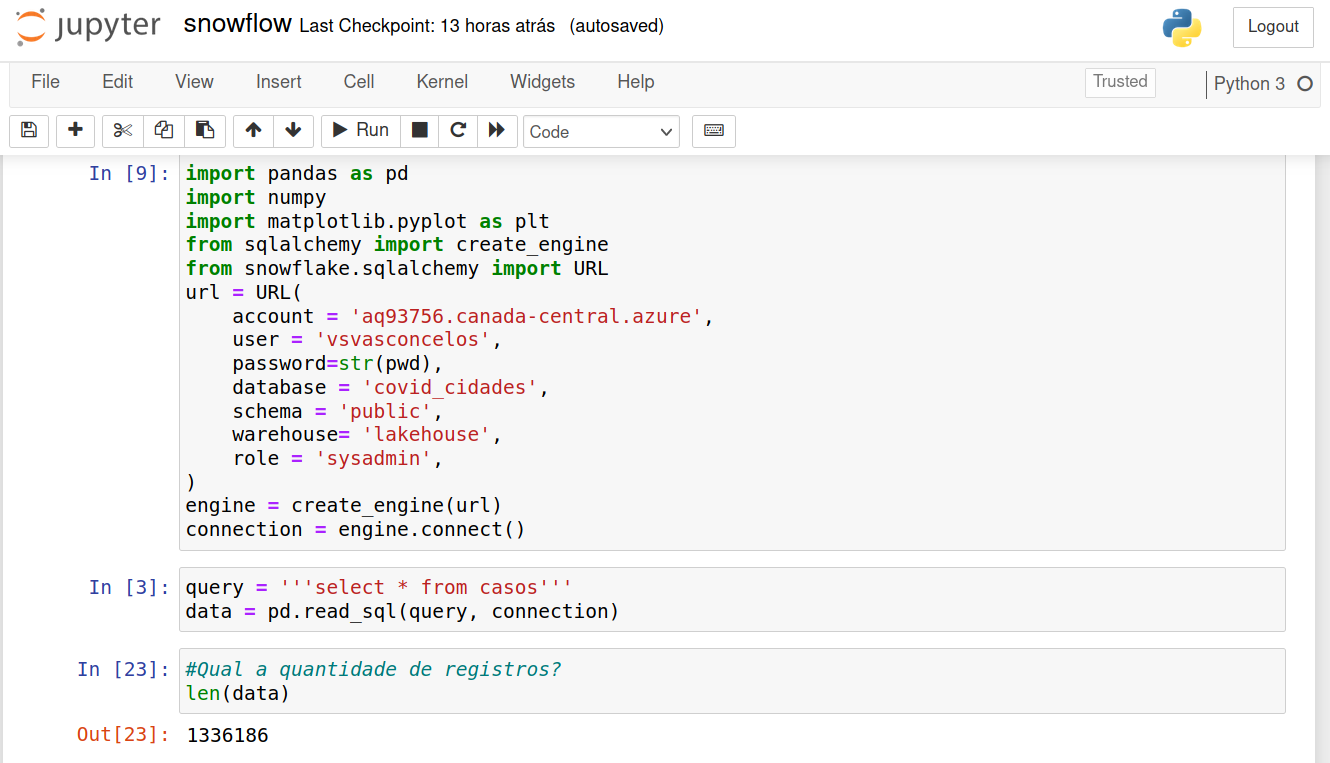 jupyter snowflow Last Checkpoint: 13 horas atrás (autosaved) Logout
File Edit View Insert Cell Kernel Widgets Help Trusted Python 3
Run Code
In [9]: import pandas as pd
import numpy
import matplotlib.pyplot as plt
from sqlalchemy import create_engine
from snowflake.sqlalchemy import URL
url = URL(
    account = 'aq93756.canada-central.azure',
    user = 'vsvasconcelos',
    password=str(pwd),
    database = 'covid_cidades',
    schema = 'public',
    warehouse= 'lakehouse',
    role = 'sysadmin',
)
engine = create_engine(url)
connection = engine.connect()
In [3]: query = '''select * from casos'''
data = pd.read_sql(query, connection)
In [23]: #Qual a quantidade de registros?
len(data)
Out[23]: 1336186